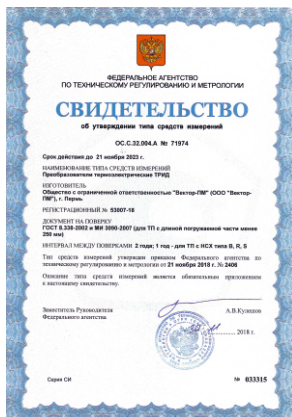 ФЕДЕРАЛЬНОЕ АГЕНТСТВО
ПО ТЕХНИЧЕСКОМУ РЕГУЛИРОВАНИЮ И МЕТРОЛОГИИ
СВИДЕТЕЛЬСТВО
об утверждении типа средств измерений
ОС.С.32.004.А № 71974
Срок действия до 21 ноября 2023 г.
НАИМЕНОВАНИЕ ТИПА СРЕДСТВ ИЗМЕРЕНИЙ
Преобразователи термоэлектрические ТРИД
ИЗГОТОВИТЕЛЬ
Общество с ограниченной ответственностью "Вектор-ПМ" (ООО "Вектор-
ПМ"), г. Пермь
РЕГИСТРАЦИОННЫЙ № 53007-18
ДОКУМЕНТ НА ПОВЕРКУ
ГОСТ 8.338-2002 и МИ 3090-2007 (для ТП с длиной погружаемой части менее
250 мм)
ИНТЕРВАЛ МЕЖДУ ПОВЕРКАМИ 2 года; 1 год - для ТП с НСХ типа B, R, S
Тип средств измерений утвержден приказом Федерального агентства по
техническому регулированию и метрологии от 21 ноября 2018 г. № 2406
Описание типа средств измерений является обязательным приложением
к настоящему свидетельству.
Заместитель Руководителя
Федерального агентства
А.В.Кулешов
2018 г.
Серия СИ
№ 033315